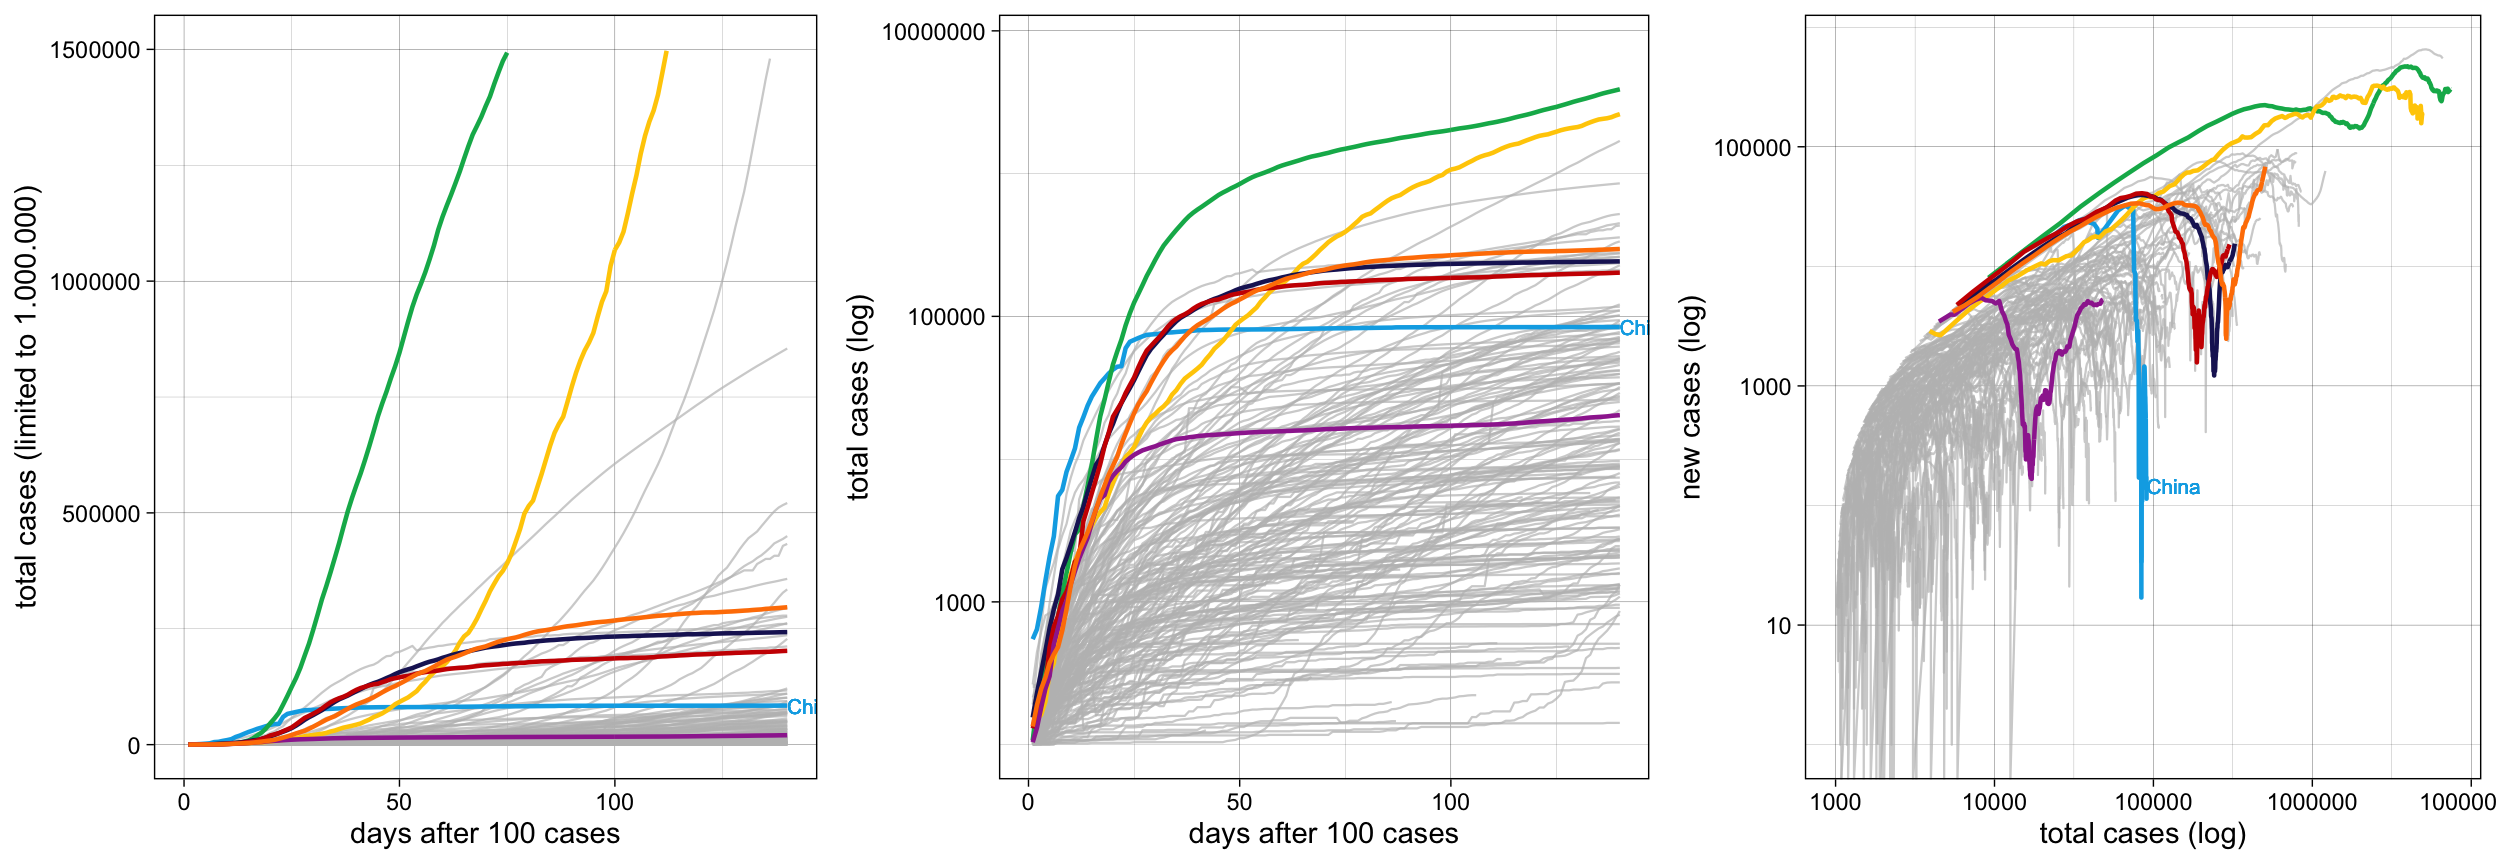 total cases (limited to 1.000.000)
1500000
1000000
500000
0
Chi
0
50
100
days after 100 cases
total cases (log)
10000000
100000
1000
Chi
0
50
100
days after 100 cases
new cases (log)
100000
1000
10
China
1000
10000
100000
1000000
100000
total cases (log)